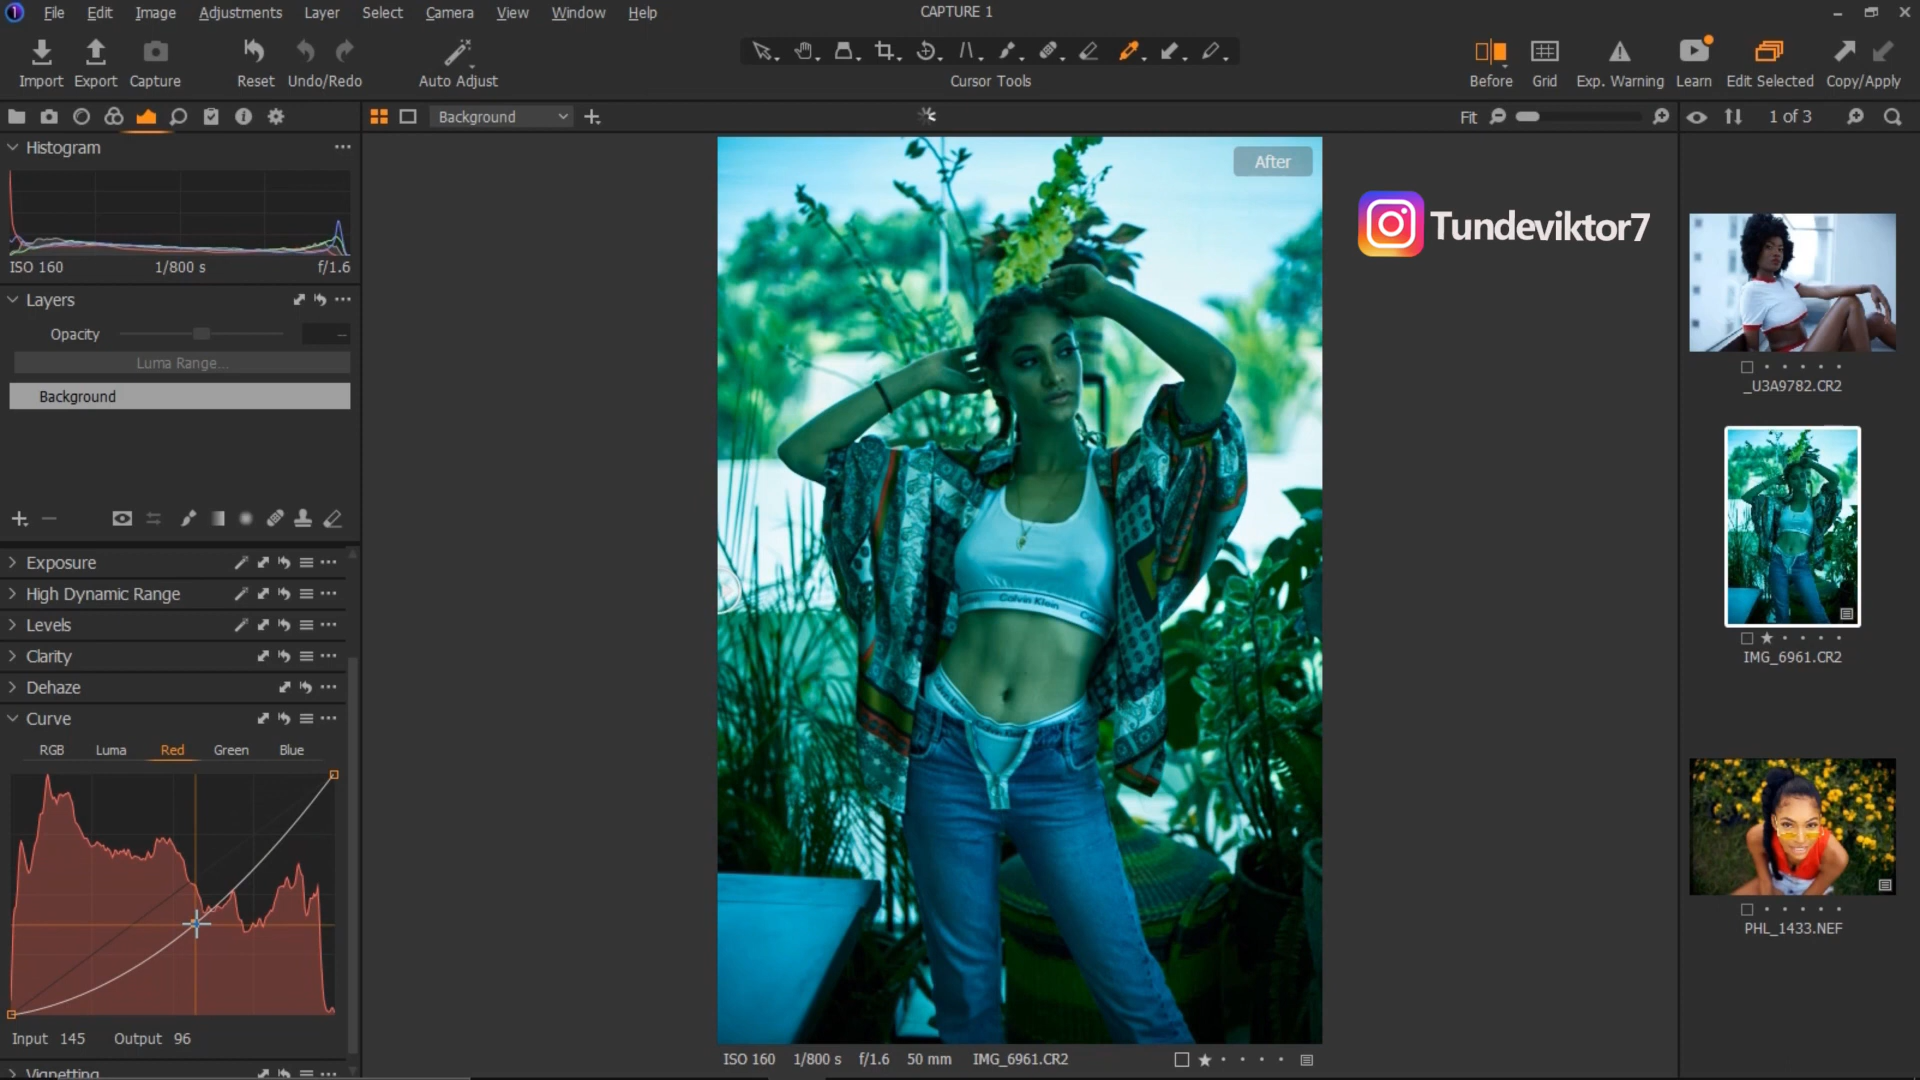 File Edit Image Adjustments Layer Select Camera View Window Help
CAPTURE 1
Import Export Capture Reset Undo/Redo Auto Adjust
Cursor Tools
Before Grid Exp. Warning Learn Edit Selected Copy/Apply
Background
Fit
1 of 3
Histogram
ISO 160 1/800 s f/1.6
Layers
Opacity
Luma Range...
Background
Exposure
High Dynamic Range
Levels
Clarity
Dehaze
Curve
RGB Luma Red Green Blue
Input 145 Output 96
Vignetting
After
Calvin Klein
ISO 160 1/800 s f/1.6 50 mm IMG_6961.CR2
Tundeviktor7
_U3A9782.CR2
IMG_6961.CR2
PHL_1433.NEF